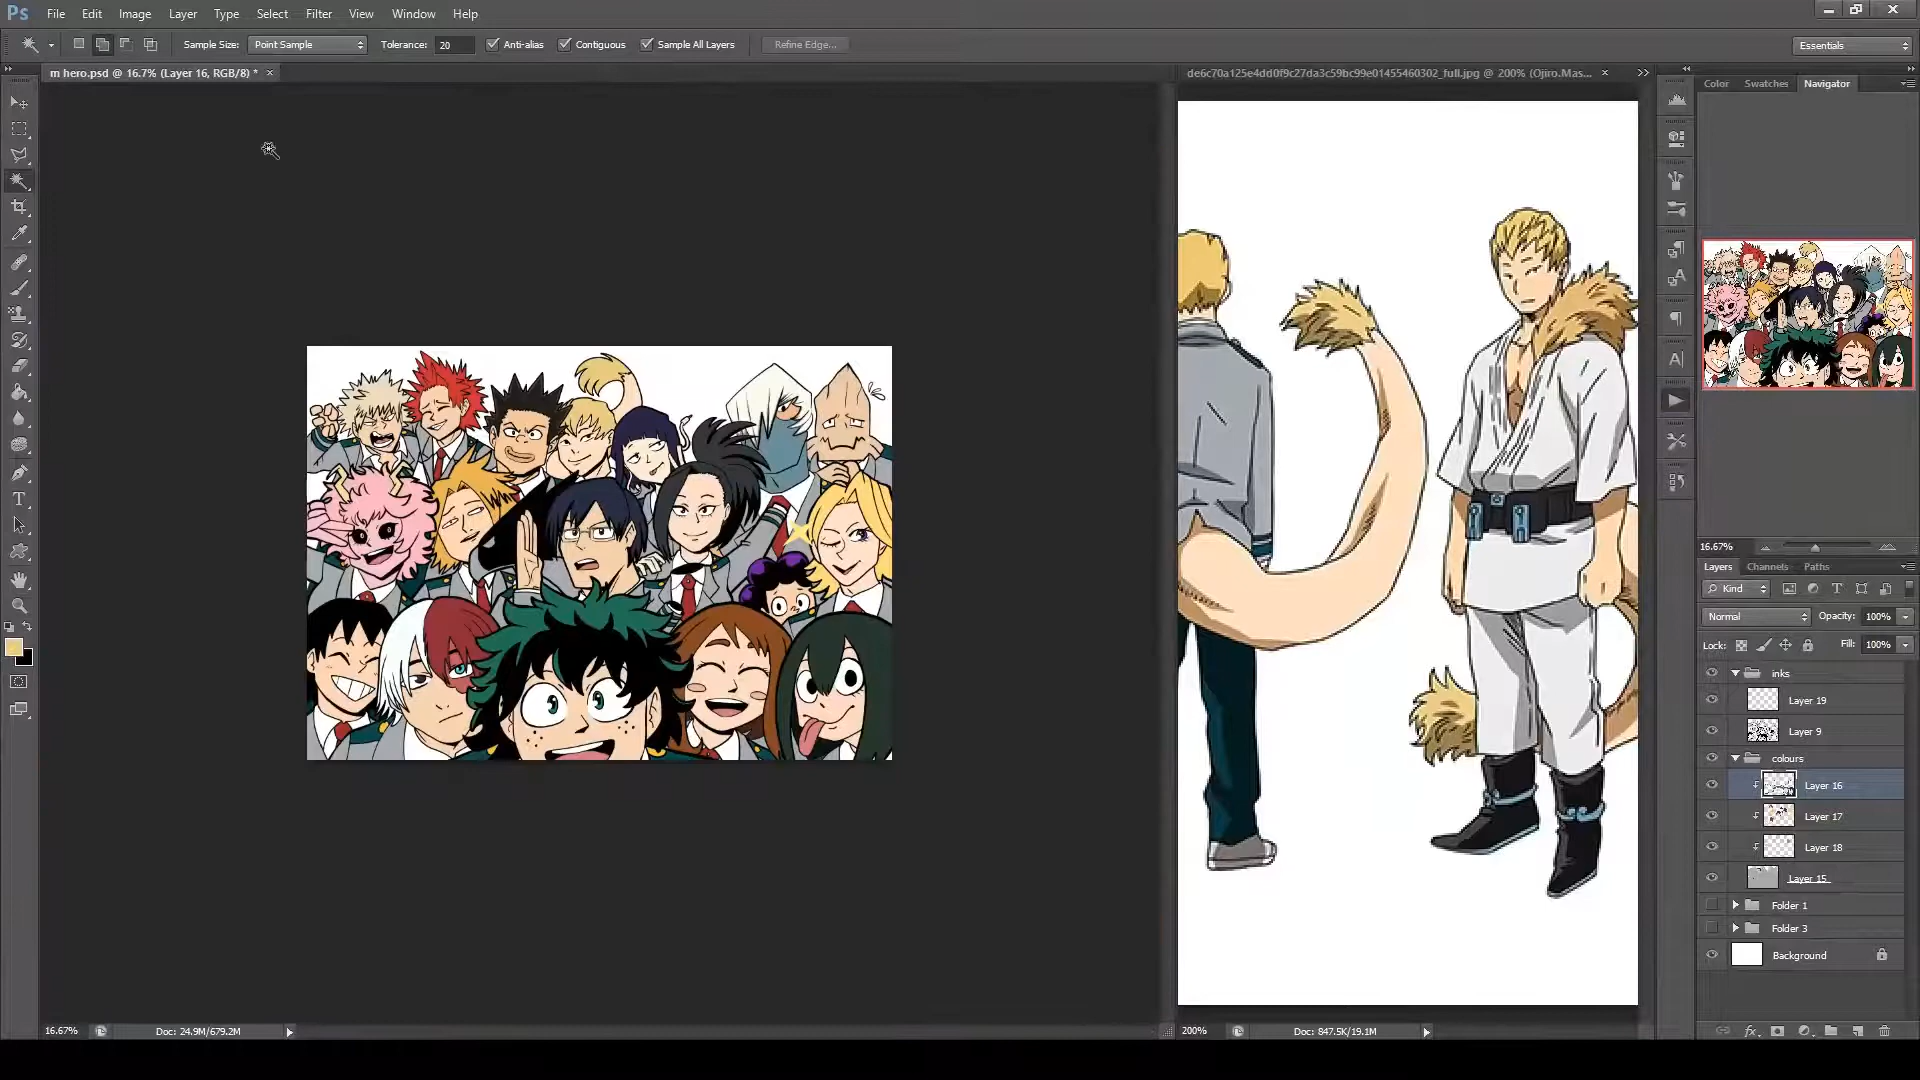 Ps File Edit Image Layer Type Select Filter View Window Help
Sample Size: Point Sample Tolerance: 20 Anti-alias Contiguous Sample All Layers Refine Edge... Essentials
m hero.psd @ 16.7% (Layer 16, RGB/8) * ×
de6c70a125e4dd0f9c27da3c59bc99e01455460302_full.jpg @ 200% (Ojiro.Mas... ×
Color Swatches Navigator
16.67%
Layers Channels Paths
Kind
Normal Opacity: 100%
Lock: Fill: 100%
inks
Layer 19
Layer 9
colours
Layer 16
Layer 17
Layer 18
Layer 15
Folder 1
Folder 3
Background
16.67% Doc: 24.9M/679.2M
200% Doc: 847.5K/19.1M